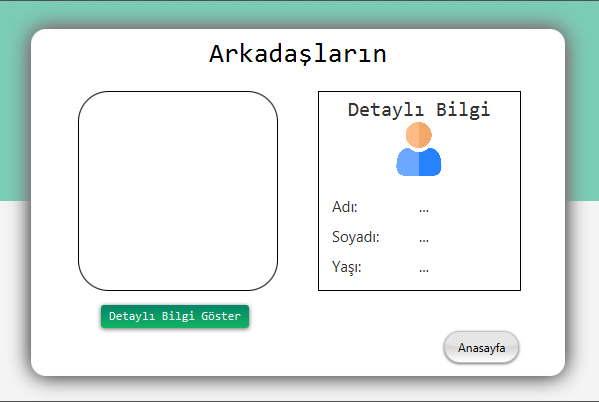 Arkadaşların
Detaylı Bilgi
Adı: ...
Soyadı: ...
Yaşı: ...
Detaylı Bilgi Göster
Anasayfa